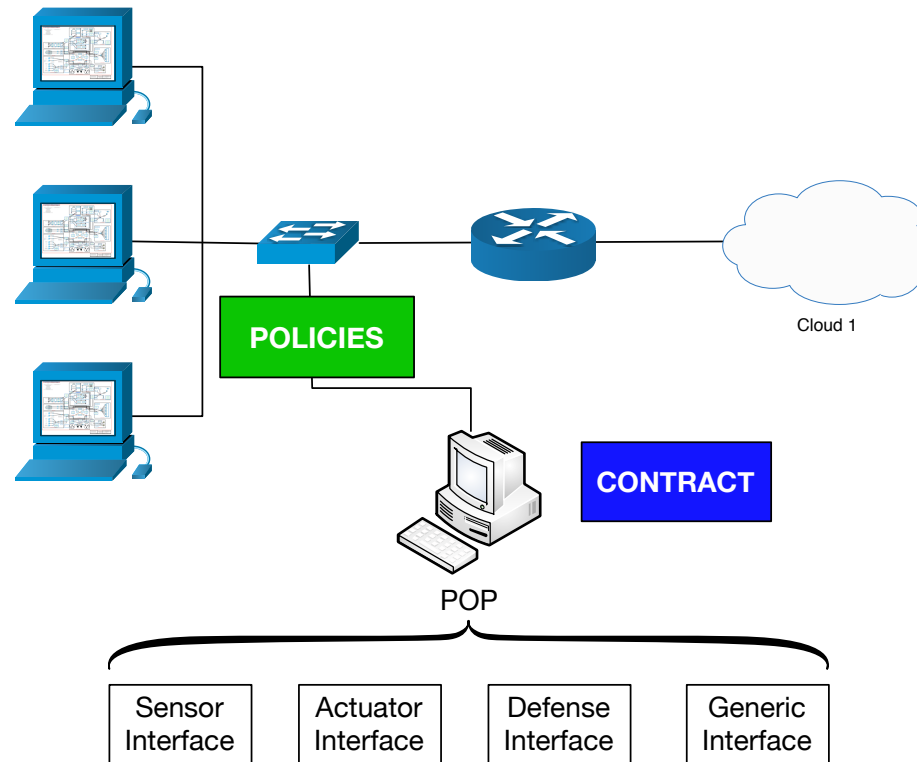 Cloud 1
POLICIES
CONTRACT
POP
Sensor
Interface
Actuator
Interface
Defense
Interface
Generic
Interface